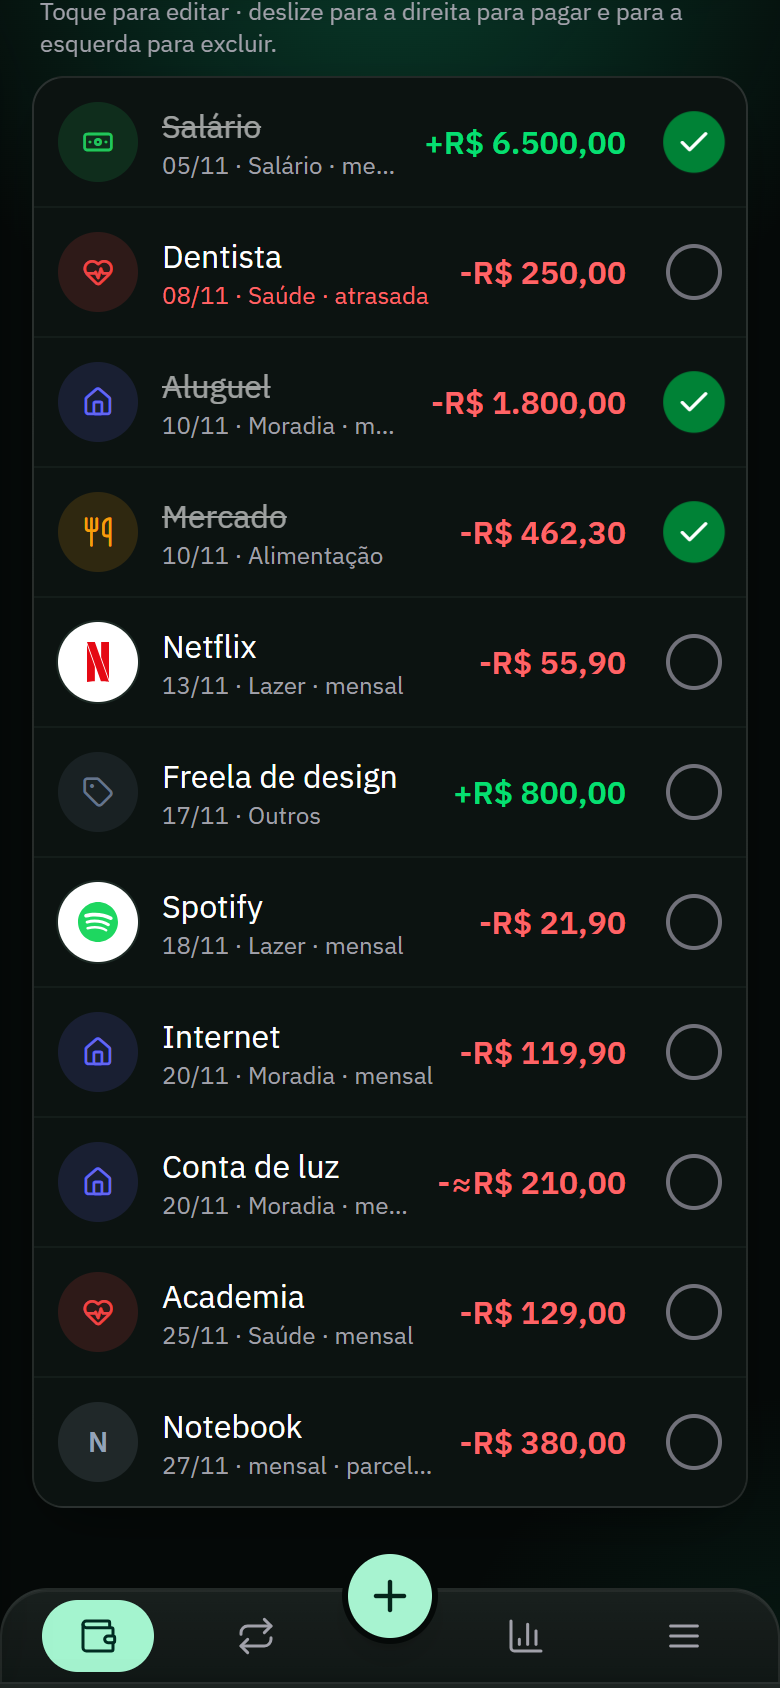 Toque para editar · deslize para a direita para pagar e para a
esquerda para excluir.
Salário
05/11 · Salário · me...
+R$ 6.500,00
Dentista
08/11 · Saúde · atrasada
-R$ 250,00
Aluguel
10/11 · Moradia · m...
-R$ 1.800,00
Mercado
10/11 · Alimentação
-R$ 462,30
N
Netflix
13/11 · Lazer · mensal
-R$ 55,90
Freela de design
17/11 · Outros
+R$ 800,00
Spotify
18/11 · Lazer · mensal
-R$ 21,90
Internet
20/11 · Moradia · mensal
-R$ 119,90
Conta de luz
20/11 · Moradia · me...
-≈R$ 210,00
Academia
25/11 · Saúde · mensal
-R$ 129,00
N
Notebook
27/11 · mensal · parcel...
-R$ 380,00